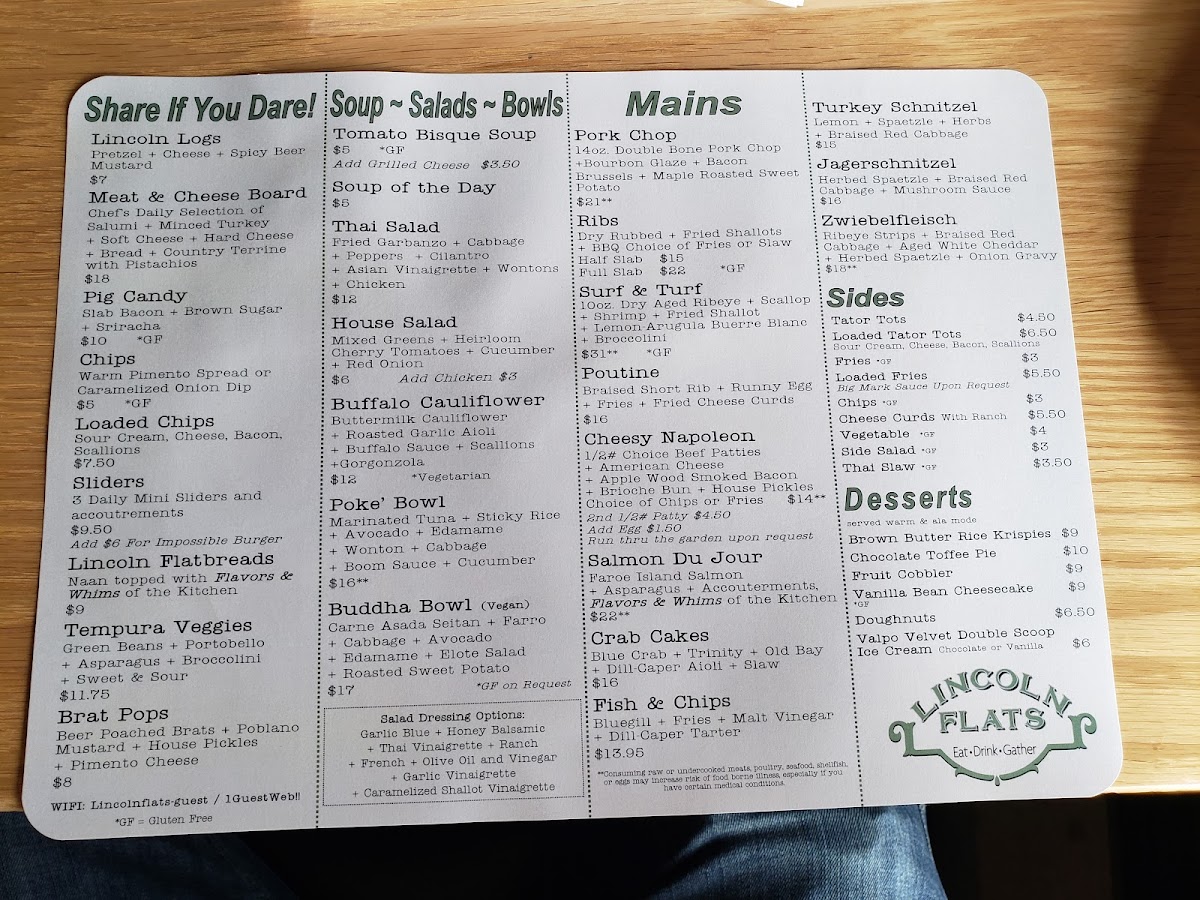 Share If You Dare!
Lincoln Logs
Pretzel + Cheese + Spicy Beer
Mustard
$7
Meat & Cheese Board
Chef's Daily Selection of
Salumi + Minced Turkey
+ Soft Cheese + Hard Cheese
+ Bread + Country Terrine
with Pistachios
$18
Pig Candy
Slab Bacon + Brown Sugar
+ Sriracha
$10 *GF
Chips
Warm Pimento Spread or
Caramelized Onion Dip
$5 *GF
Loaded Chips
Sour Cream, Cheese, Bacon,
Scallions
$7.50
Sliders
3 Daily Mini Sliders and
accoutrements
$9.50
Add $6 For Impossible Burger
Lincoln Flatbreads
Naan topped with Flavors &
Whims of the Kitchen
$9
Tempura Veggies
Green Beans + Portobello
+ Asparagus + Broccolini
+ Sweet & Sour
$11.75
Brat Pops
Beer Poached Brats + Poblano
Mustard + House Pickles
+ Pimento Cheese
$8
WIFI: Lincolnflats-guest / 1GuestWeb!!
*GF = Gluten Free
Soup ~ Salads ~ Bowls
Tomato Bisque Soup
$5 *GF
Add Grilled Cheese $3.50
Soup of the Day
$5
Thai Salad
Fried Garbanzo + Cabbage
+ Peppers + Cilantro
+ Asian Vinaigrette + Wontons
+ Chicken
$12
House Salad
Mixed Greens + Heirloom
Cherry Tomatoes + Cucumber
+ Red Onion
$6 Add Chicken $3
Buffalo Cauliflower
Buttermilk Cauliflower
+ Roasted Garlic Aioli
+ Buffalo Sauce + Scallions
+Gorgonzola
$12 *Vegetarian
Poke' Bowl
Marinated Tuna + Sticky Rice
+ Avocado + Edamame
+ Wonton + Cabbage
+ Boom Sauce + Cucumber
$16**
Buddha Bowl (Vegan)
Carne Asada Seitan + Farro
+ Cabbage + Avocado
+ Edamame + Elote Salad
+ Roasted Sweet Potato
$17 *GF on Request
Salad Dressing Options:
Garlic Blue + Honey Balsamic
+ Thai Vinaigrette + Ranch
+ French + Olive Oil and Vinegar
+ Garlic Vinaigrette
+ Caramelized Shallot Vinaigrette
Mains
Pork Chop
14oz. Double Bone Pork Chop
+Bourbon Glaze + Bacon
Brussels + Maple Roasted Sweet
Potato
$21**
Ribs
Dry Rubbed + Fried Shallots
+ BBQ Choice of Fries or Slaw
Half Slab $15
Full Slab $22 *GF
Surf & Turf
10oz. Dry Aged Ribeye + Scallop
+ Shrimp + Fried Shallot
+ Lemon-Arugula Buerre Blanc
+ Broccolini
$31** *GF
Poutine
Braised Short Rib + Runny Egg
+ Fries + Fried Cheese Curds
$16
Cheesy Napoleon
1/2# Choice Beef Patties
+ American Cheese
+ Apple Wood Smoked Bacon
+ Brioche Bun + House Pickles
Choice of Chips or Fries $14**
2nd 1/2# Patty $4.50
Add Egg $1.50
Run thru the garden upon request
Salmon Du Jour
Faroe Island Salmon
+ Asparagus + Accouterments,
Flavors & Whims of the Kitchen
$22**
Crab Cakes
Blue Crab + Trinity + Old Bay
+ Dill-Caper Aioli + Slaw
$16
Fish & Chips
Bluegill + Fries + Malt Vinegar
+ Dill-Caper Tarter
$13.95
**Consuming raw or undercooked meats, poultry, seafood, shellfish,
or eggs may increase risk of food borne illness, especially if you
have certain medical conditions.
Turkey Schnitzel
Lemon + Spaetzle + Herbs
+ Braised Red Cabbage
$15
Jagerschnitzel
Herbed Spaetzle + Braised Red
Cabbage + Mushroom Sauce
$16
Zwiebelfleisch
Ribeye Strips + Braised Red
Cabbage + Aged White Cheddar
+ Herbed Spaetzle + Onion Gravy
$18**
Sides
Tator Tots $4.50
Loaded Tator Tots $6.50
Sour Cream, Cheese, Bacon, Scallions
Fries *GF $3
Loaded Fries $5.50
Big Mark Sauce Upon Request
Chips *GF $3
Cheese Curds With Ranch $5.50
Vegetable *GF $4
Side Salad *GF $3
Thai Slaw *GF $3.50
Desserts
served warm & ala mode
Brown Butter Rice Krispies $9
Chocolate Toffee Pie $10
Fruit Cobbler $9
Vanilla Bean Cheesecake $9
*GF
Doughnuts $6.50
Valpo Velvet Double Scoop
Ice Cream Chocolate or Vanilla $6
LINCOLN
FLATS
Eat•Drink•Gather